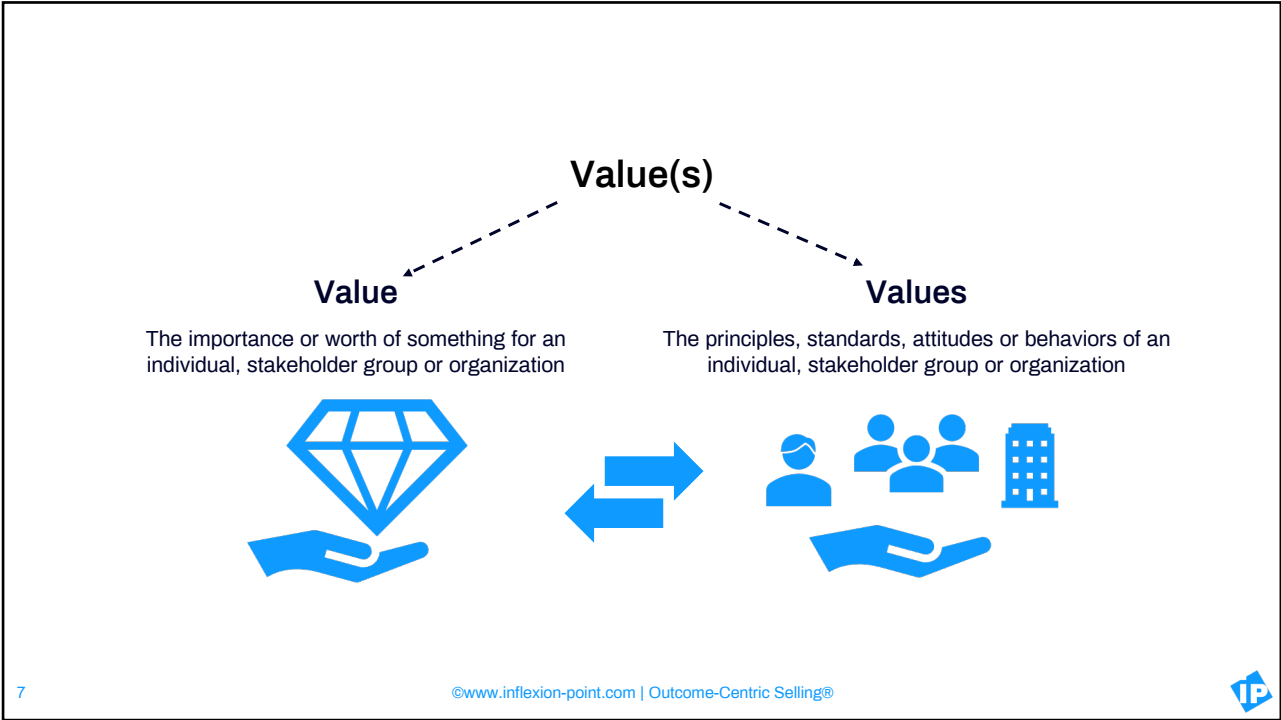 Value(s)
Value
The importance or worth of something for an
individual, stakeholder group or organization
Values
The principles, standards, attitudes or behaviors of an
individual, stakeholder group or organization
7
©www.inflexion-point.com | Outcome-Centric Selling®
IP